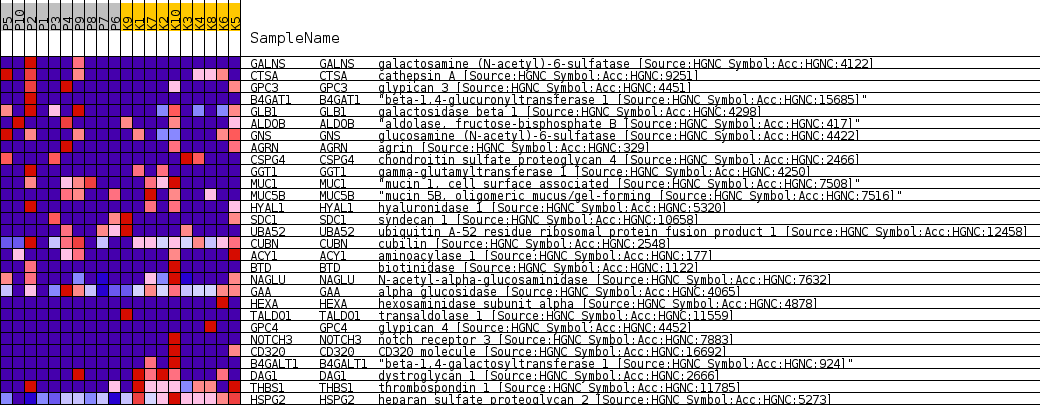 P5 P10 P2 P1 P3 P4 P9 P8 P7 P6 K9 K1 K7 K2 K10 K3 K4 K8 K6 K5
SampleName
GALNS GALNS galactosamine (N-acetyl)-6-sulfatase [Source:HGNC Symbol;Acc:HGNC:4122]
CTSA CTSA cathepsin A [Source:HGNC Symbol;Acc:HGNC:9251]
GPC3 GPC3 glypican 3 [Source:HGNC Symbol;Acc:HGNC:4451]
B4GAT1 B4GAT1 "beta-1,4-glucuronyltransferase 1 [Source:HGNC Symbol;Acc:HGNC:15685]"
GLB1 GLB1 galactosidase beta 1 [Source:HGNC Symbol;Acc:HGNC:4298]
ALDOB ALDOB "aldolase, fructose-bisphosphate B [Source:HGNC Symbol;Acc:HGNC:417]"
GNS GNS glucosamine (N-acetyl)-6-sulfatase [Source:HGNC Symbol;Acc:HGNC:4422]
AGRN AGRN agrin [Source:HGNC Symbol;Acc:HGNC:329]
CSPG4 CSPG4 chondroitin sulfate proteoglycan 4 [Source:HGNC Symbol;Acc:HGNC:2466]
GGT1 GGT1 gamma-glutamyltransferase 1 [Source:HGNC Symbol;Acc:HGNC:4250]
MUC1 MUC1 "mucin 1, cell surface associated [Source:HGNC Symbol;Acc:HGNC:7508]"
MUC5B MUC5B "mucin 5B, oligomeric mucus/gel-forming [Source:HGNC Symbol;Acc:HGNC:7516]"
HYAL1 HYAL1 hyaluronidase 1 [Source:HGNC Symbol;Acc:HGNC:5320]
SDC1 SDC1 syndecan 1 [Source:HGNC Symbol;Acc:HGNC:10658]
UBA52 UBA52 ubiquitin A-52 residue ribosomal protein fusion product 1 [Source:HGNC Symbol;Acc:HGNC:12458]
CUBN CUBN cubilin [Source:HGNC Symbol;Acc:HGNC:2548]
ACY1 ACY1 aminoacylase 1 [Source:HGNC Symbol;Acc:HGNC:177]
BTD BTD biotinidase [Source:HGNC Symbol;Acc:HGNC:1122]
NAGLU NAGLU N-acetyl-alpha-glucosaminidase [Source:HGNC Symbol;Acc:HGNC:7632]
GAA GAA alpha glucosidase [Source:HGNC Symbol;Acc:HGNC:4065]
HEXA HEXA hexosaminidase subunit alpha [Source:HGNC Symbol;Acc:HGNC:4878]
TALDO1 TALDO1 transaldolase 1 [Source:HGNC Symbol;Acc:HGNC:11559]
GPC4 GPC4 glypican 4 [Source:HGNC Symbol;Acc:HGNC:4452]
NOTCH3 NOTCH3 notch receptor 3 [Source:HGNC Symbol;Acc:HGNC:7883]
CD320 CD320 CD320 molecule [Source:HGNC Symbol;Acc:HGNC:16692]
B4GALT1 B4GALT1 "beta-1,4-galactosyltransferase 1 [Source:HGNC Symbol;Acc:HGNC:924]"
DAG1 DAG1 dystroglycan 1 [Source:HGNC Symbol;Acc:HGNC:2666]
THBS1 THBS1 thrombospondin 1 [Source:HGNC Symbol;Acc:HGNC:11785]
HSPG2 HSPG2 heparan sulfate proteoglycan 2 [Source:HGNC Symbol;Acc:HGNC:5273]